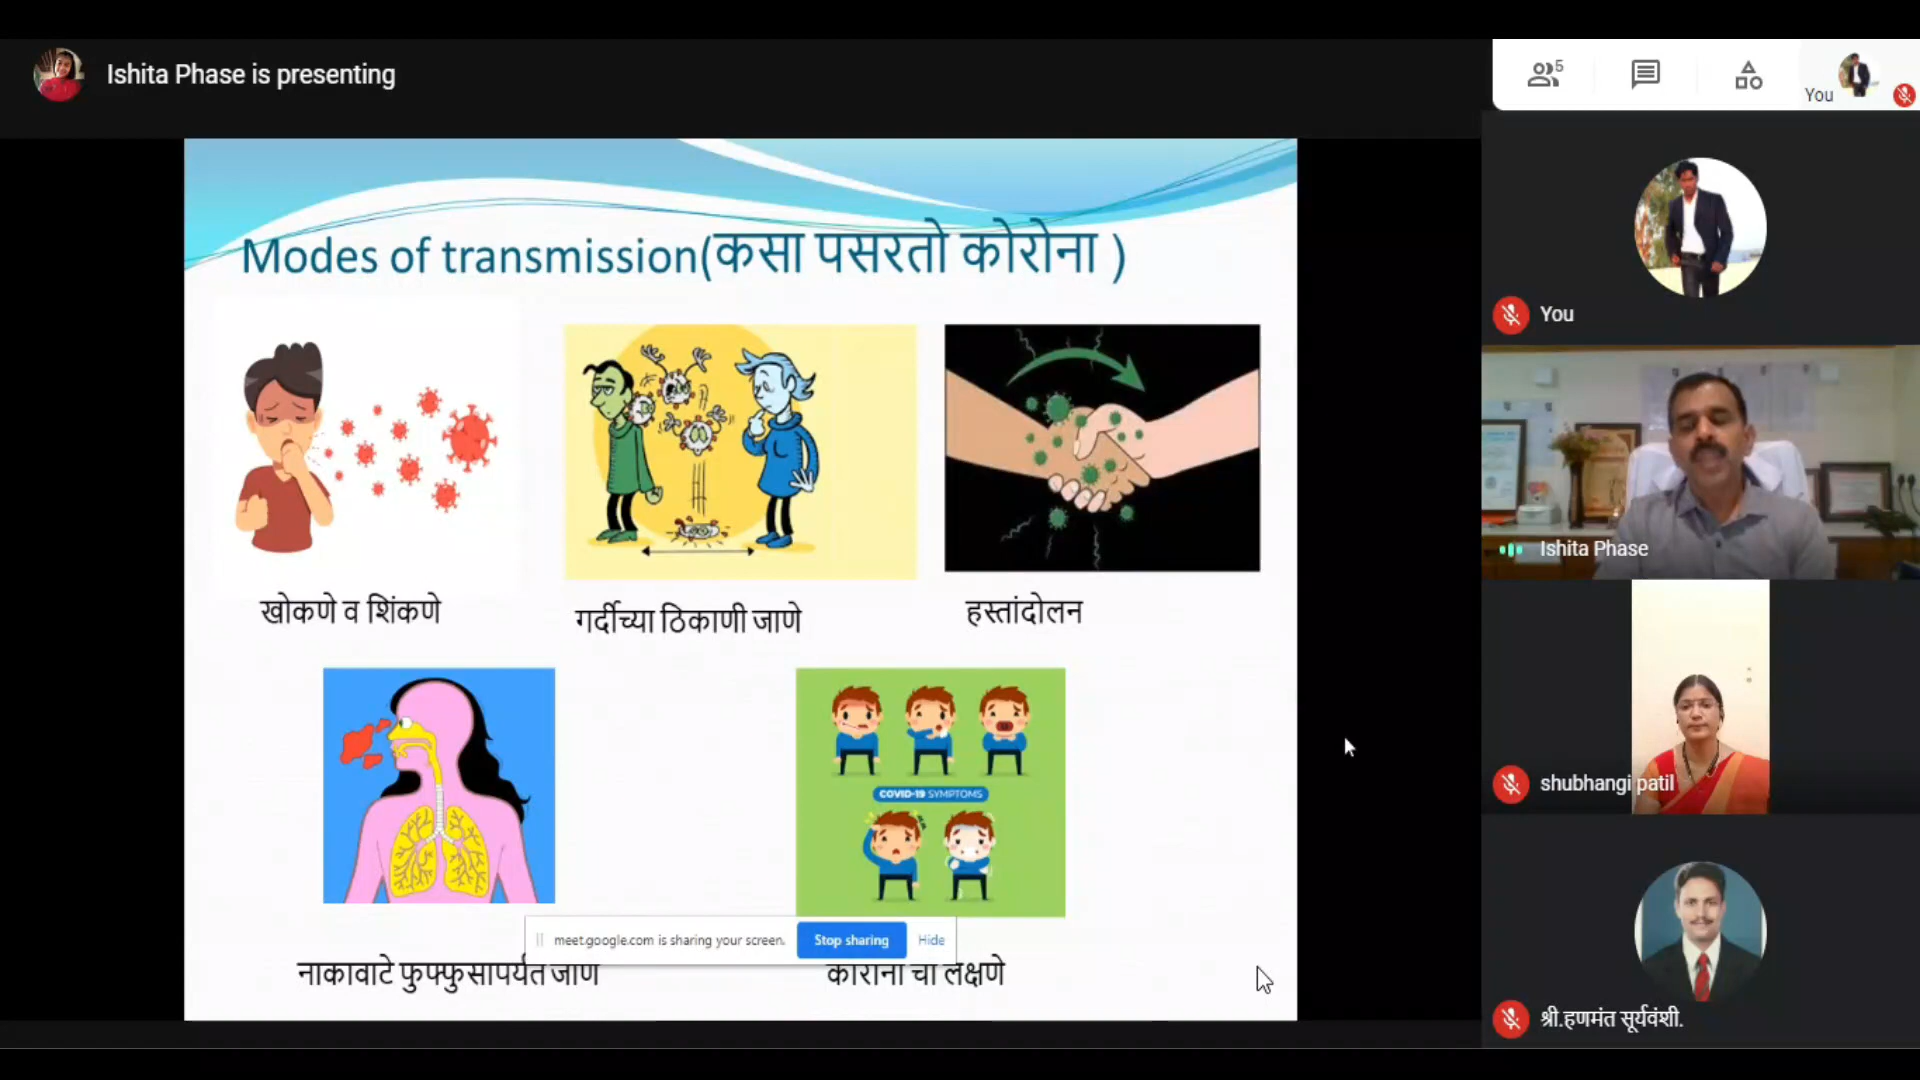 Ishita Phase is presenting
5
You
Modes of transmission(कसा पसरतो कोरोना )
खोकणे व शिंकणे
गर्दीच्या ठिकाणी जाणे
हस्तांदोलन
COVID-19 SYMPTOMS
meet.google.com is sharing your screen.
Stop sharing
Hide
नाकावाटे फुफ्फुसापर्यंत जाणे
कोरोना ची लक्षणे
You
Ishita Phase
shubhangi patil
श्री.हणमंत सूर्यवंशी.